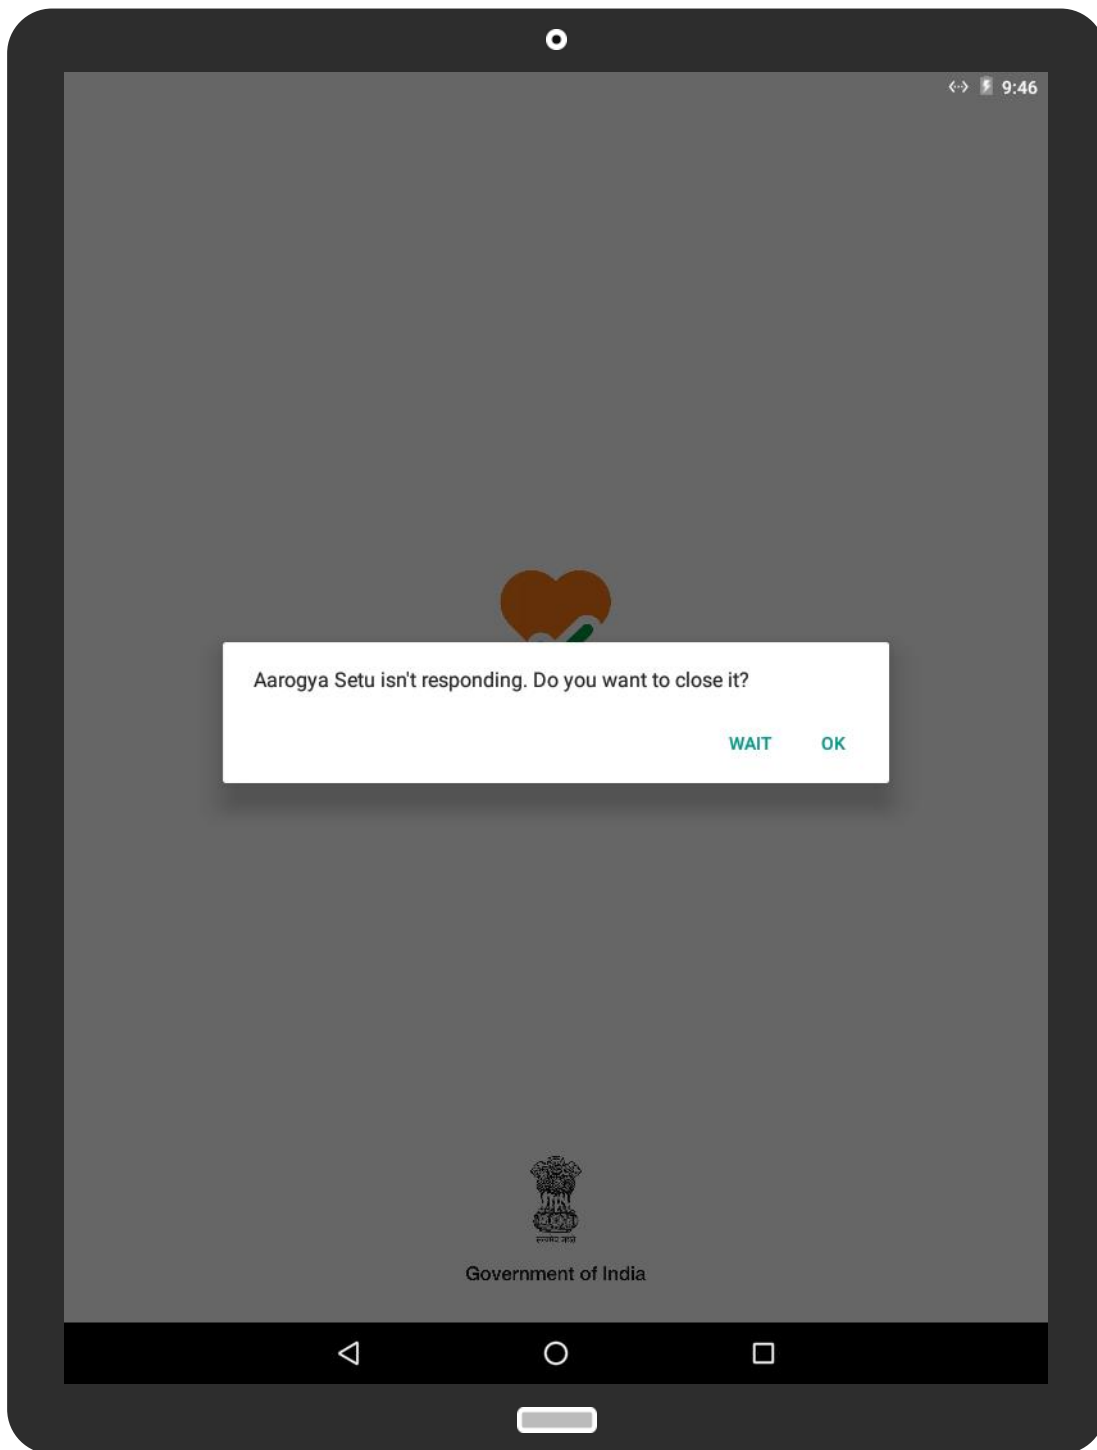 9:46
Aarogya Setu isn't responding. Do you want to close it?
WAIT OK
Government of India